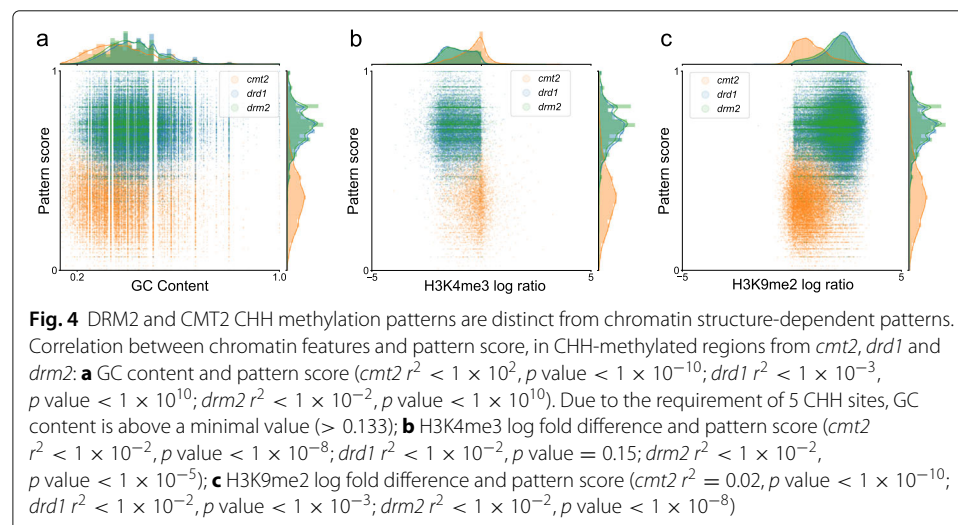 a
b
c
cmt2
drd1
drm2
cmt2
drd1
drm2
cmt2
drd1
drm2
1
Pattern score
0
0.2
1.0
GC Content
1
Pattern score
0
−5
5
H3K4me3 log ratio
1
Pattern score
0
−5
5
H3K9me2 log ratio
Fig. 4 DRM2 and CMT2 CHH methylation patterns are distinct from chromatin structure-dependent patterns.
Correlation between chromatin features and pattern score, in CHH-methylated regions from cmt2, drd1 and
drm2: a GC content and pattern score (cmt2 r² < 1 × 10², p value < 1 × 10⁻¹⁰; drd1 r² < 1 × 10⁻³,
p value < 1 × 10¹⁰; drm2 r² < 1 × 10⁻², p value < 1 × 10¹⁰). Due to the requirement of 5 CHH sites, GC
content is above a minimal value (> 0.133); b H3K4me3 log fold difference and pattern score (cmt2
r² < 1 × 10⁻², p value < 1 × 10⁻⁸; drd1 r² < 1 × 10⁻², p value = 0.15; drm2 r² < 1 × 10⁻²,
p value < 1 × 10⁻⁵); c H3K9me2 log fold difference and pattern score (cmt2 r² = 0.02, p value < 1 × 10⁻¹⁰;
drd1 r² < 1 × 10⁻², p value < 1 × 10⁻³; drm2 r² < 1 × 10⁻², p value < 1 × 10⁻⁸)